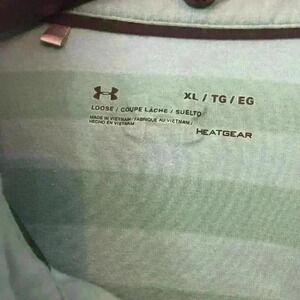 XL / TG / EG
LOOSE / COUPE LÂCHE / SUELTO
MADE IN VIETNAM / FABRIQUÉ AU VIETNAM /
HECHO EN VIETNAM
HEATGEAR